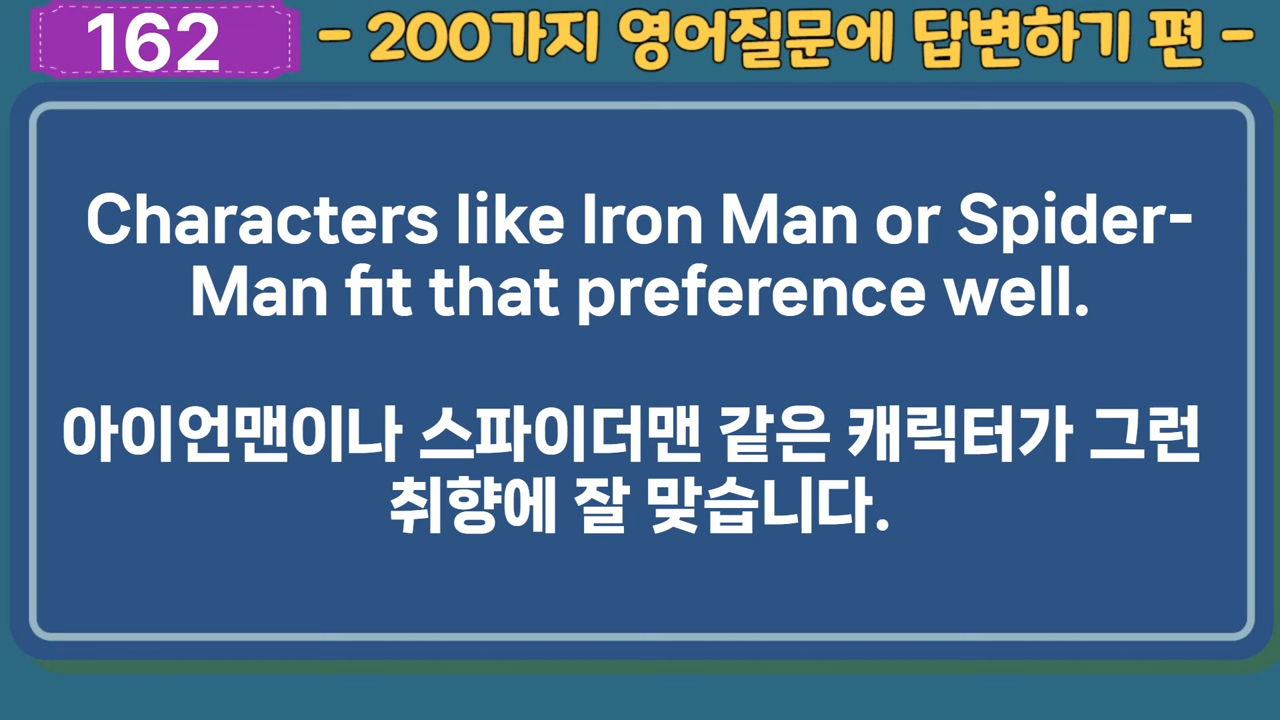 162
- 200가지 영어질문에 답변하기 편 -
Characters like Iron Man or Spider-
Man fit that preference well.
아이언맨이나 스파이더맨 같은 캐릭터가 그런
취향에 잘 맞습니다.